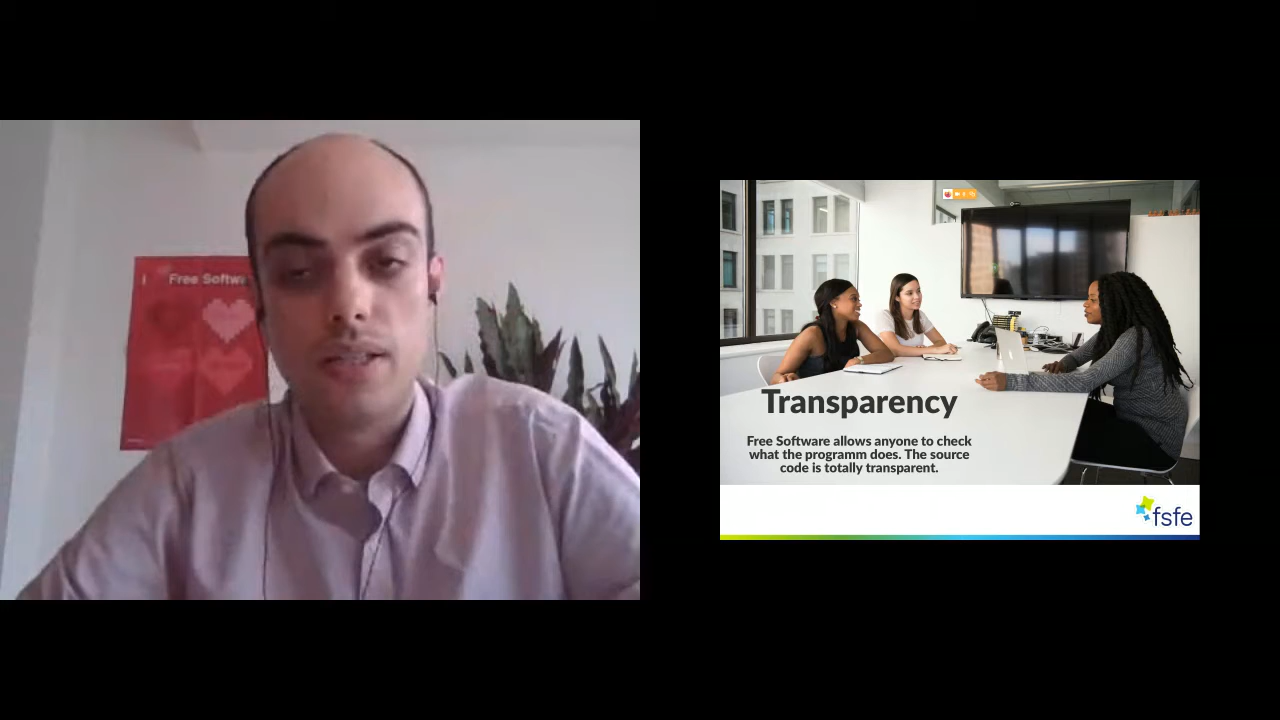 Free Softw
Transparency
Free Software allows anyone to check
what the programm does. The source
code is totally transparent.
fsfe